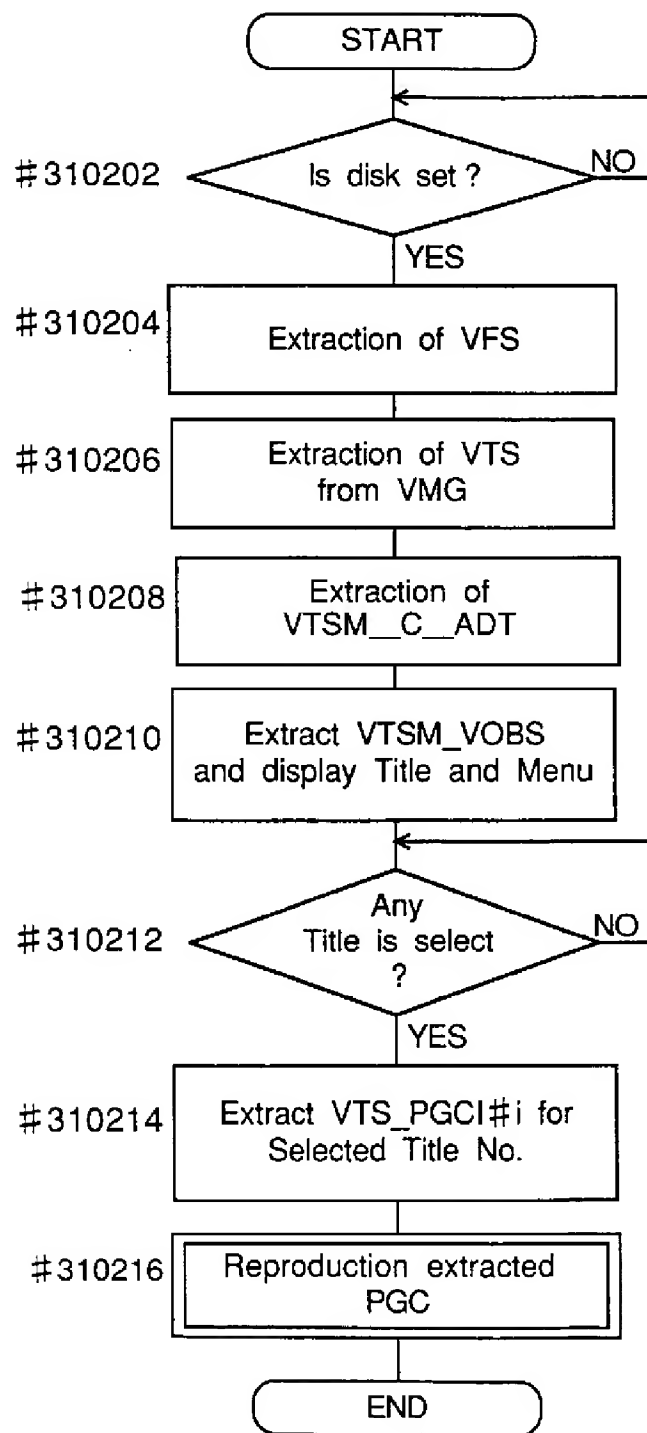 START
#310202
Is disk set ?
NO
YES
#310204
Extraction of VFS
#310206
Extraction of VTS
from VMG
#310208
Extraction of
VTSM__C__ADT
#310210
Extract VTSM_VOBS
and display Title and Menu
#310212
Any
Title is select
?
NO
YES
#310214
Extract VTS_PGCI#i for
Selected Title No.
#310216
Reproduction extracted
PGC
END